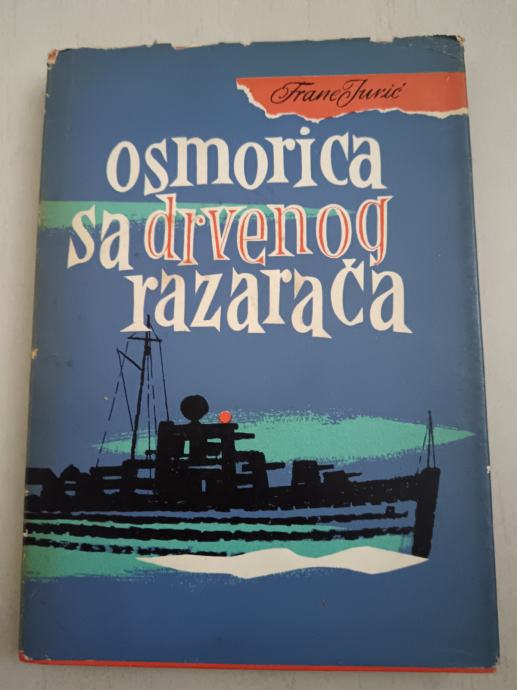 Frane Jurić
osmorica
sa drvenog
razarača